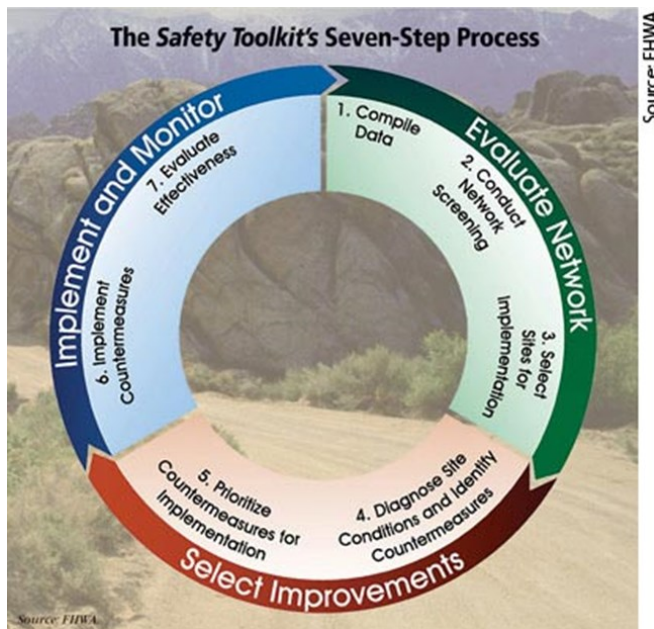 The Safety Toolkit's Seven-Step Process
Source: FHWA
Evaluate Network
1. Compile
Data
2. Conduct
Network
Screening
3. Select
Sites for
Implementation
Select Improvements
4. Diagnose Site
Conditions and Identify
Countermeasures
5. Prioritize
Countermeasures for
Implementation
Implement and Monitor
6. Implement
Countermeasures
7. Evaluate
Effectiveness
Source: FHWA